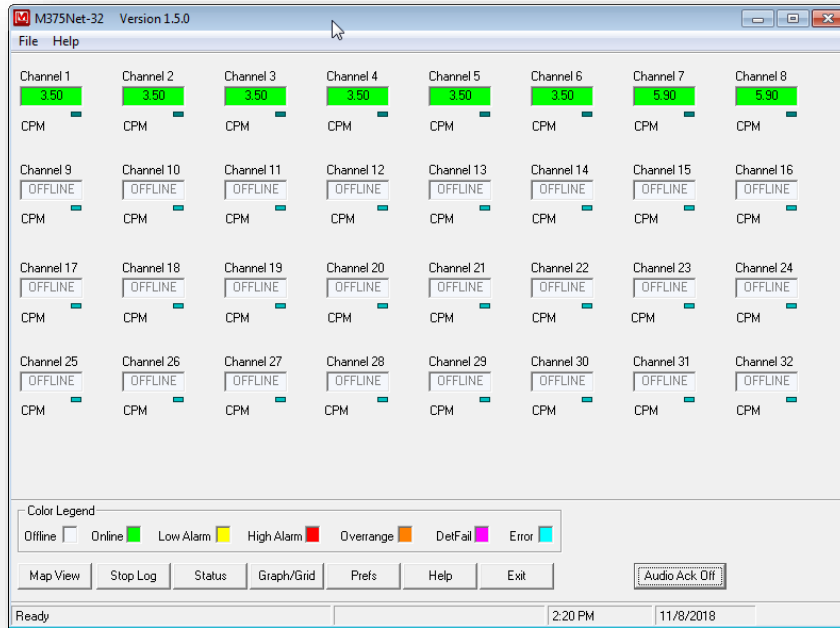 M375Net-32 Version 1.5.0
File Help
Channel 1 Channel 2 Channel 3 Channel 4 Channel 5 Channel 6 Channel 7 Channel 8
3.50 3.50 3.50 3.50 3.50 3.50 5.90 5.90
CPM CPM CPM CPM CPM CPM CPM CPM
Channel 9 Channel 10 Channel 11 Channel 12 Channel 13 Channel 14 Channel 15 Channel 16
OFFLINE OFFLINE OFFLINE OFFLINE OFFLINE OFFLINE OFFLINE OFFLINE
CPM CPM CPM CPM CPM CPM CPM CPM
Channel 17 Channel 18 Channel 19 Channel 20 Channel 21 Channel 22 Channel 23 Channel 24
OFFLINE OFFLINE OFFLINE OFFLINE OFFLINE OFFLINE OFFLINE OFFLINE
CPM CPM CPM CPM CPM CPM CPM CPM
Channel 25 Channel 26 Channel 27 Channel 28 Channel 29 Channel 30 Channel 31 Channel 32
OFFLINE OFFLINE OFFLINE OFFLINE OFFLINE OFFLINE OFFLINE OFFLINE
CPM CPM CPM CPM CPM CPM CPM CPM
Color Legend
Offline Online Low Alarm High Alarm Overrange DetFail Error
Map View Stop Log Status Graph/Grid Prefs Help Exit Audio Ack Off
Ready 2:20 PM 11/8/2018